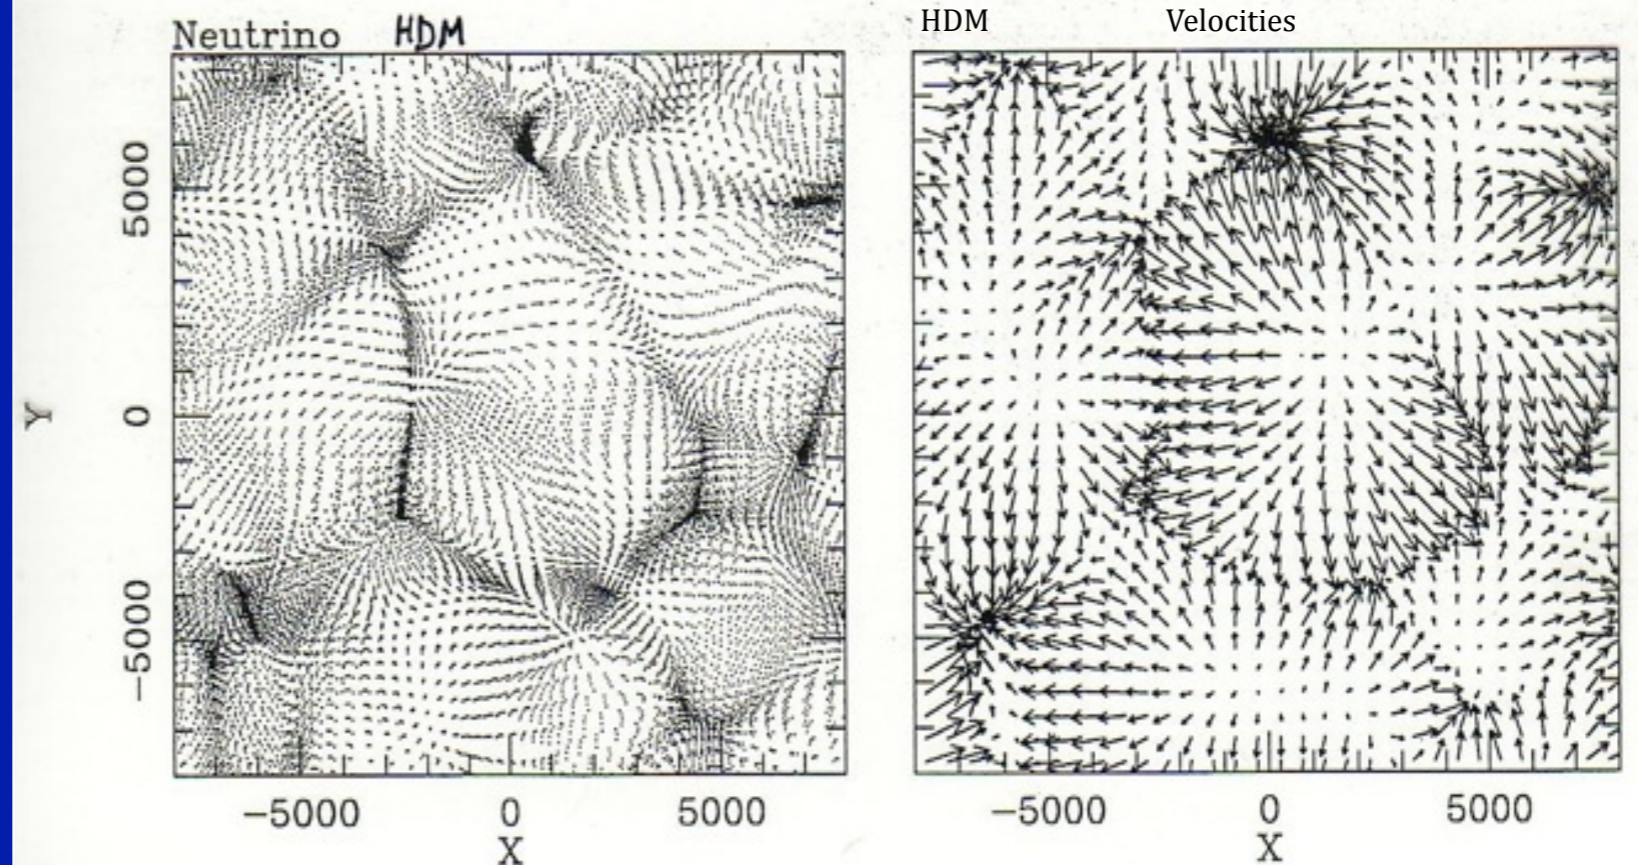 Neutrino HDM
HDM Velocities
Y
5000
0
−5000
−5000 0 5000
X
−5000 0 5000
X